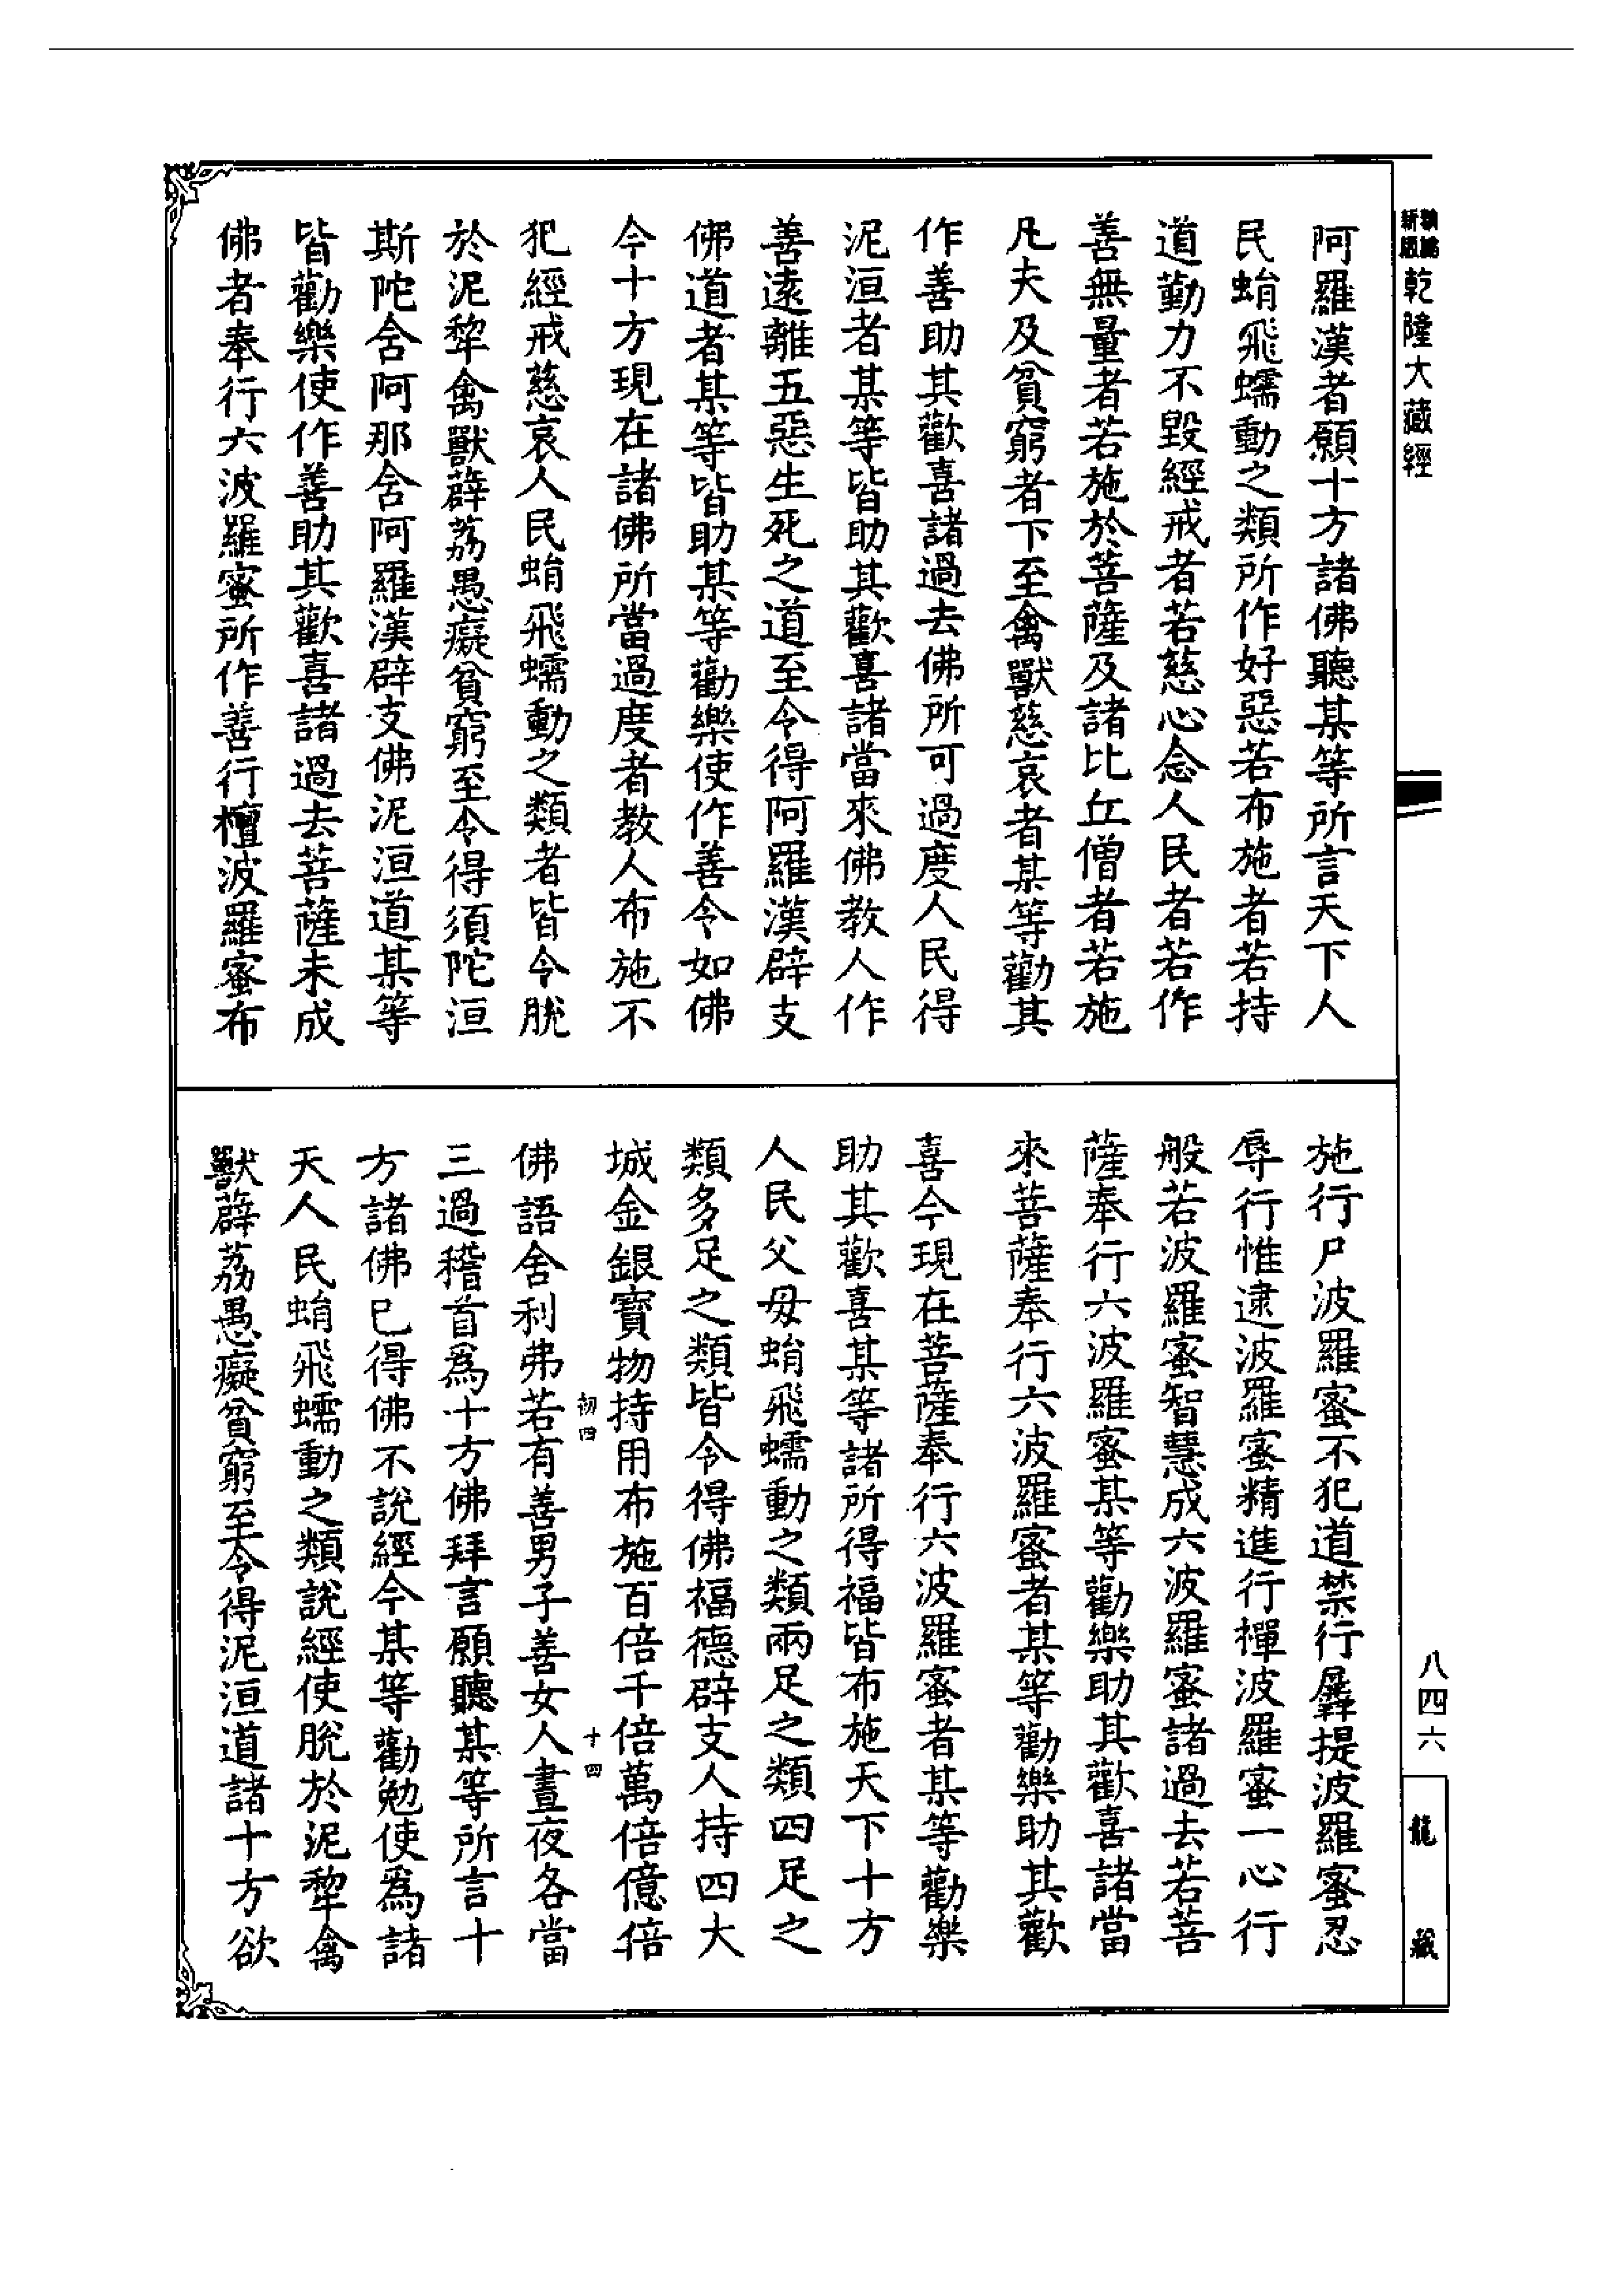 新編
新版
乾隆大藏經
阿羅漢者願十方諸佛聽某等所言天下人
民蜎飛蠕動之類所作好惡若布施者若持
道勤力不毀經戒者若慈心念人民者若作
善無量者若施於菩薩及諸比丘僧者若施
凡夫及貧窮者下至禽獸慈哀者某等勸其
作善助其歡喜諸過去佛所可過度人民得
泥洹者某等皆助其歡喜諸當來佛教人作
善遠離五惡生死之道至令得阿羅漢辟支
佛道者某等皆助某等勸樂使作善令如佛
今十方現在諸佛所當過度者教人布施不
犯經戒慈哀人民蜎飛蠕動之類者皆令脫
於泥犂禽獸薜荔愚癡貧窮至令得須陀洹
斯陀含阿那含阿羅漢辟支佛泥洹道某等
皆勸樂使作善助其歡喜諸過去菩薩未成
佛者奉行六波羅蜜所作善行檀波羅蜜布
施行尸波羅蜜不犯道禁行羼提波羅蜜忍
辱行惟逮波羅蜜精進行禪波羅蜜一心行
般若波羅蜜智慧成六波羅蜜諸過去若菩
薩奉行六波羅蜜某等勸樂助其歡喜諸當
來菩薩奉行六波羅蜜者某等勸樂助其歡
喜今現在菩薩奉行六波羅蜜者某等勸樂
助其歡喜某等諸所得福皆布施天下十方
人民父母蜎飛蠕動之類兩足之類四足之
類多足之類皆令得佛福德辟支人持四大
城金銀寶物持用布施百倍千倍萬倍億倍
初四
十四
佛語舍利弗若有善男子善女人晝夜各當
三過稽首為十方佛拜言願聽某等所言十
方諸佛已得佛不說經今某等勸勉使為諸
天人民蜎飛蠕動之類說經使脫於泥犂禽
獸薜荔愚癡貧窮至令得泥洹道諸十方欲
八四六
龍藏